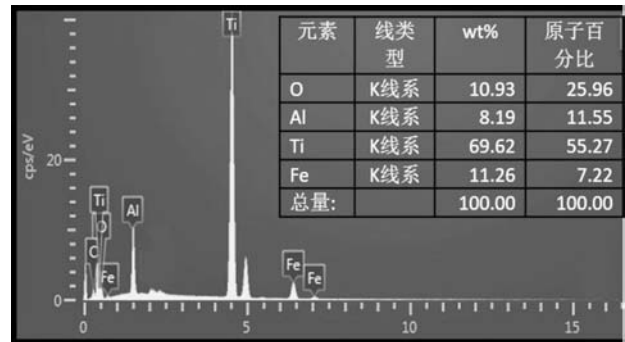 元素 线类型 wt% 原子百分比
O K线系 10.93 25.96
Al K线系 8.19 11.55
Ti K线系 69.62 55.27
Fe K线系 11.26 7.22
总量: 100.00 100.00
Ti
cps/eV
20
Ti
O
Al
C
Fe
Fe
Fe
0
0 5 10 15